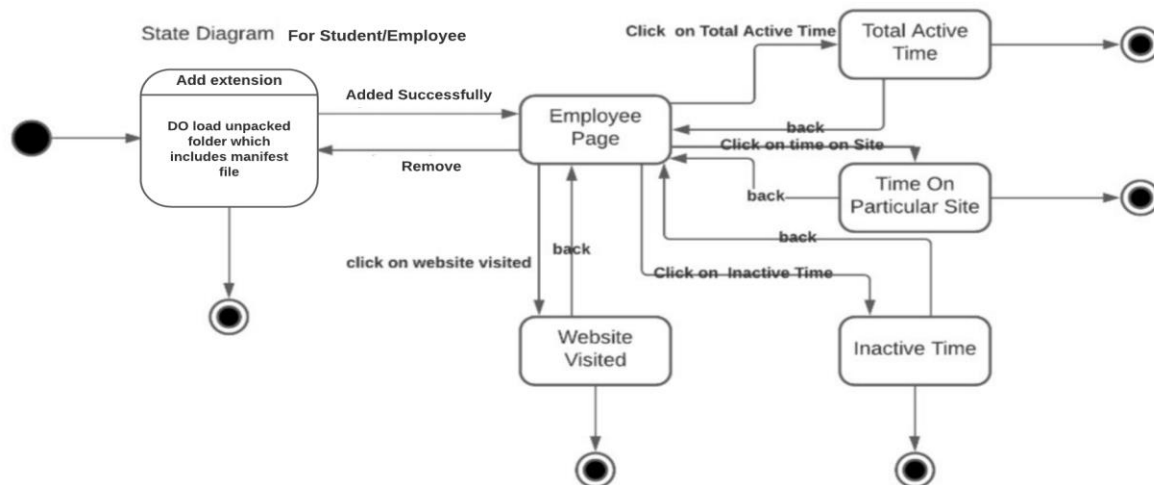 State Diagram For Student/Employee
Click on Total Active Time
Total Active
Time
Add extension
DO load unpacked
folder which
includes manifest
file
Added Successfully
Remove
Employee
Page
back
Click on time on Site
Time On
Particular Site
back
back
click on website visited
back
Click on Inactive Time
Website
Visited
Inactive Time